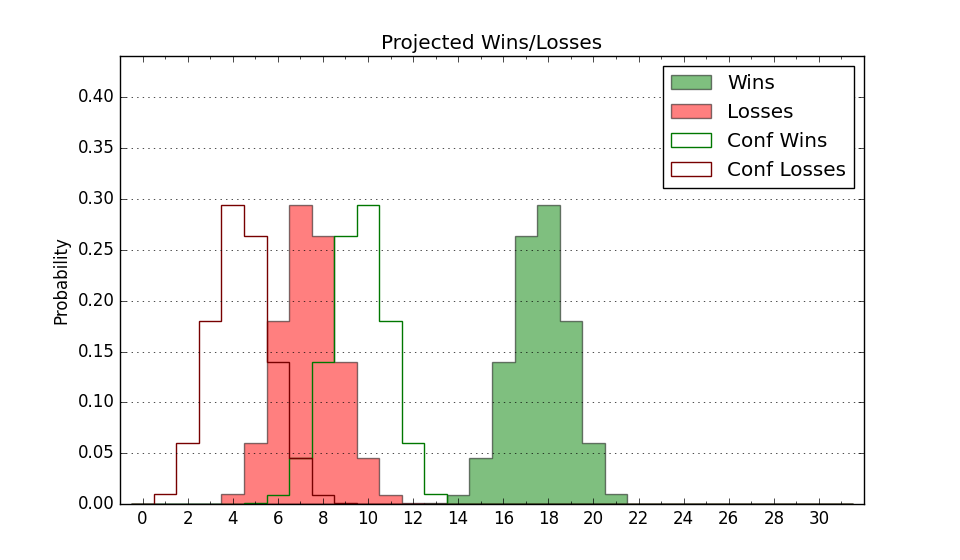 Projected Wins/Losses
Wins
Losses
Conf Wins
Conf Losses
Probability
0.40
0.35
0.30
0.25
0.20
0.15
0.10
0.05
0.00
0 2 4 6 8 10 12 14 16 18 20 22 24 26 28 30